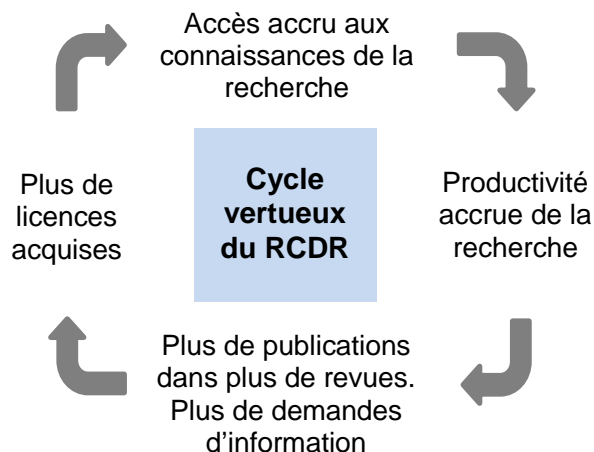 Accès accru aux
connaissances de la
recherche
Plus de
licences
acquises
Cycle
vertueux
du RCDR
Productivité
accrue de la
recherche
Plus de publications
dans plus de revues.
Plus de demandes
d'information